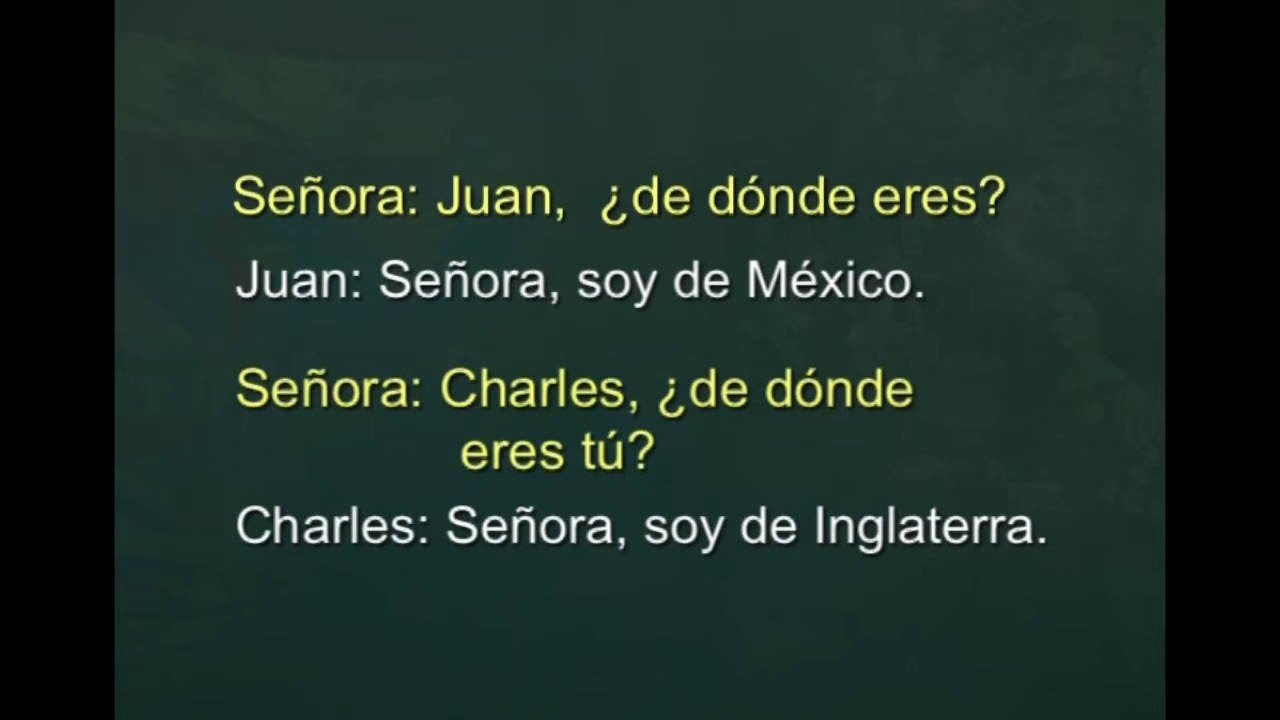 Señora: Juan, ¿de dónde eres?
Juan: Señora, soy de México.
Señora: Charles, ¿de dónde
eres tú?
Charles: Señora, soy de Inglaterra.